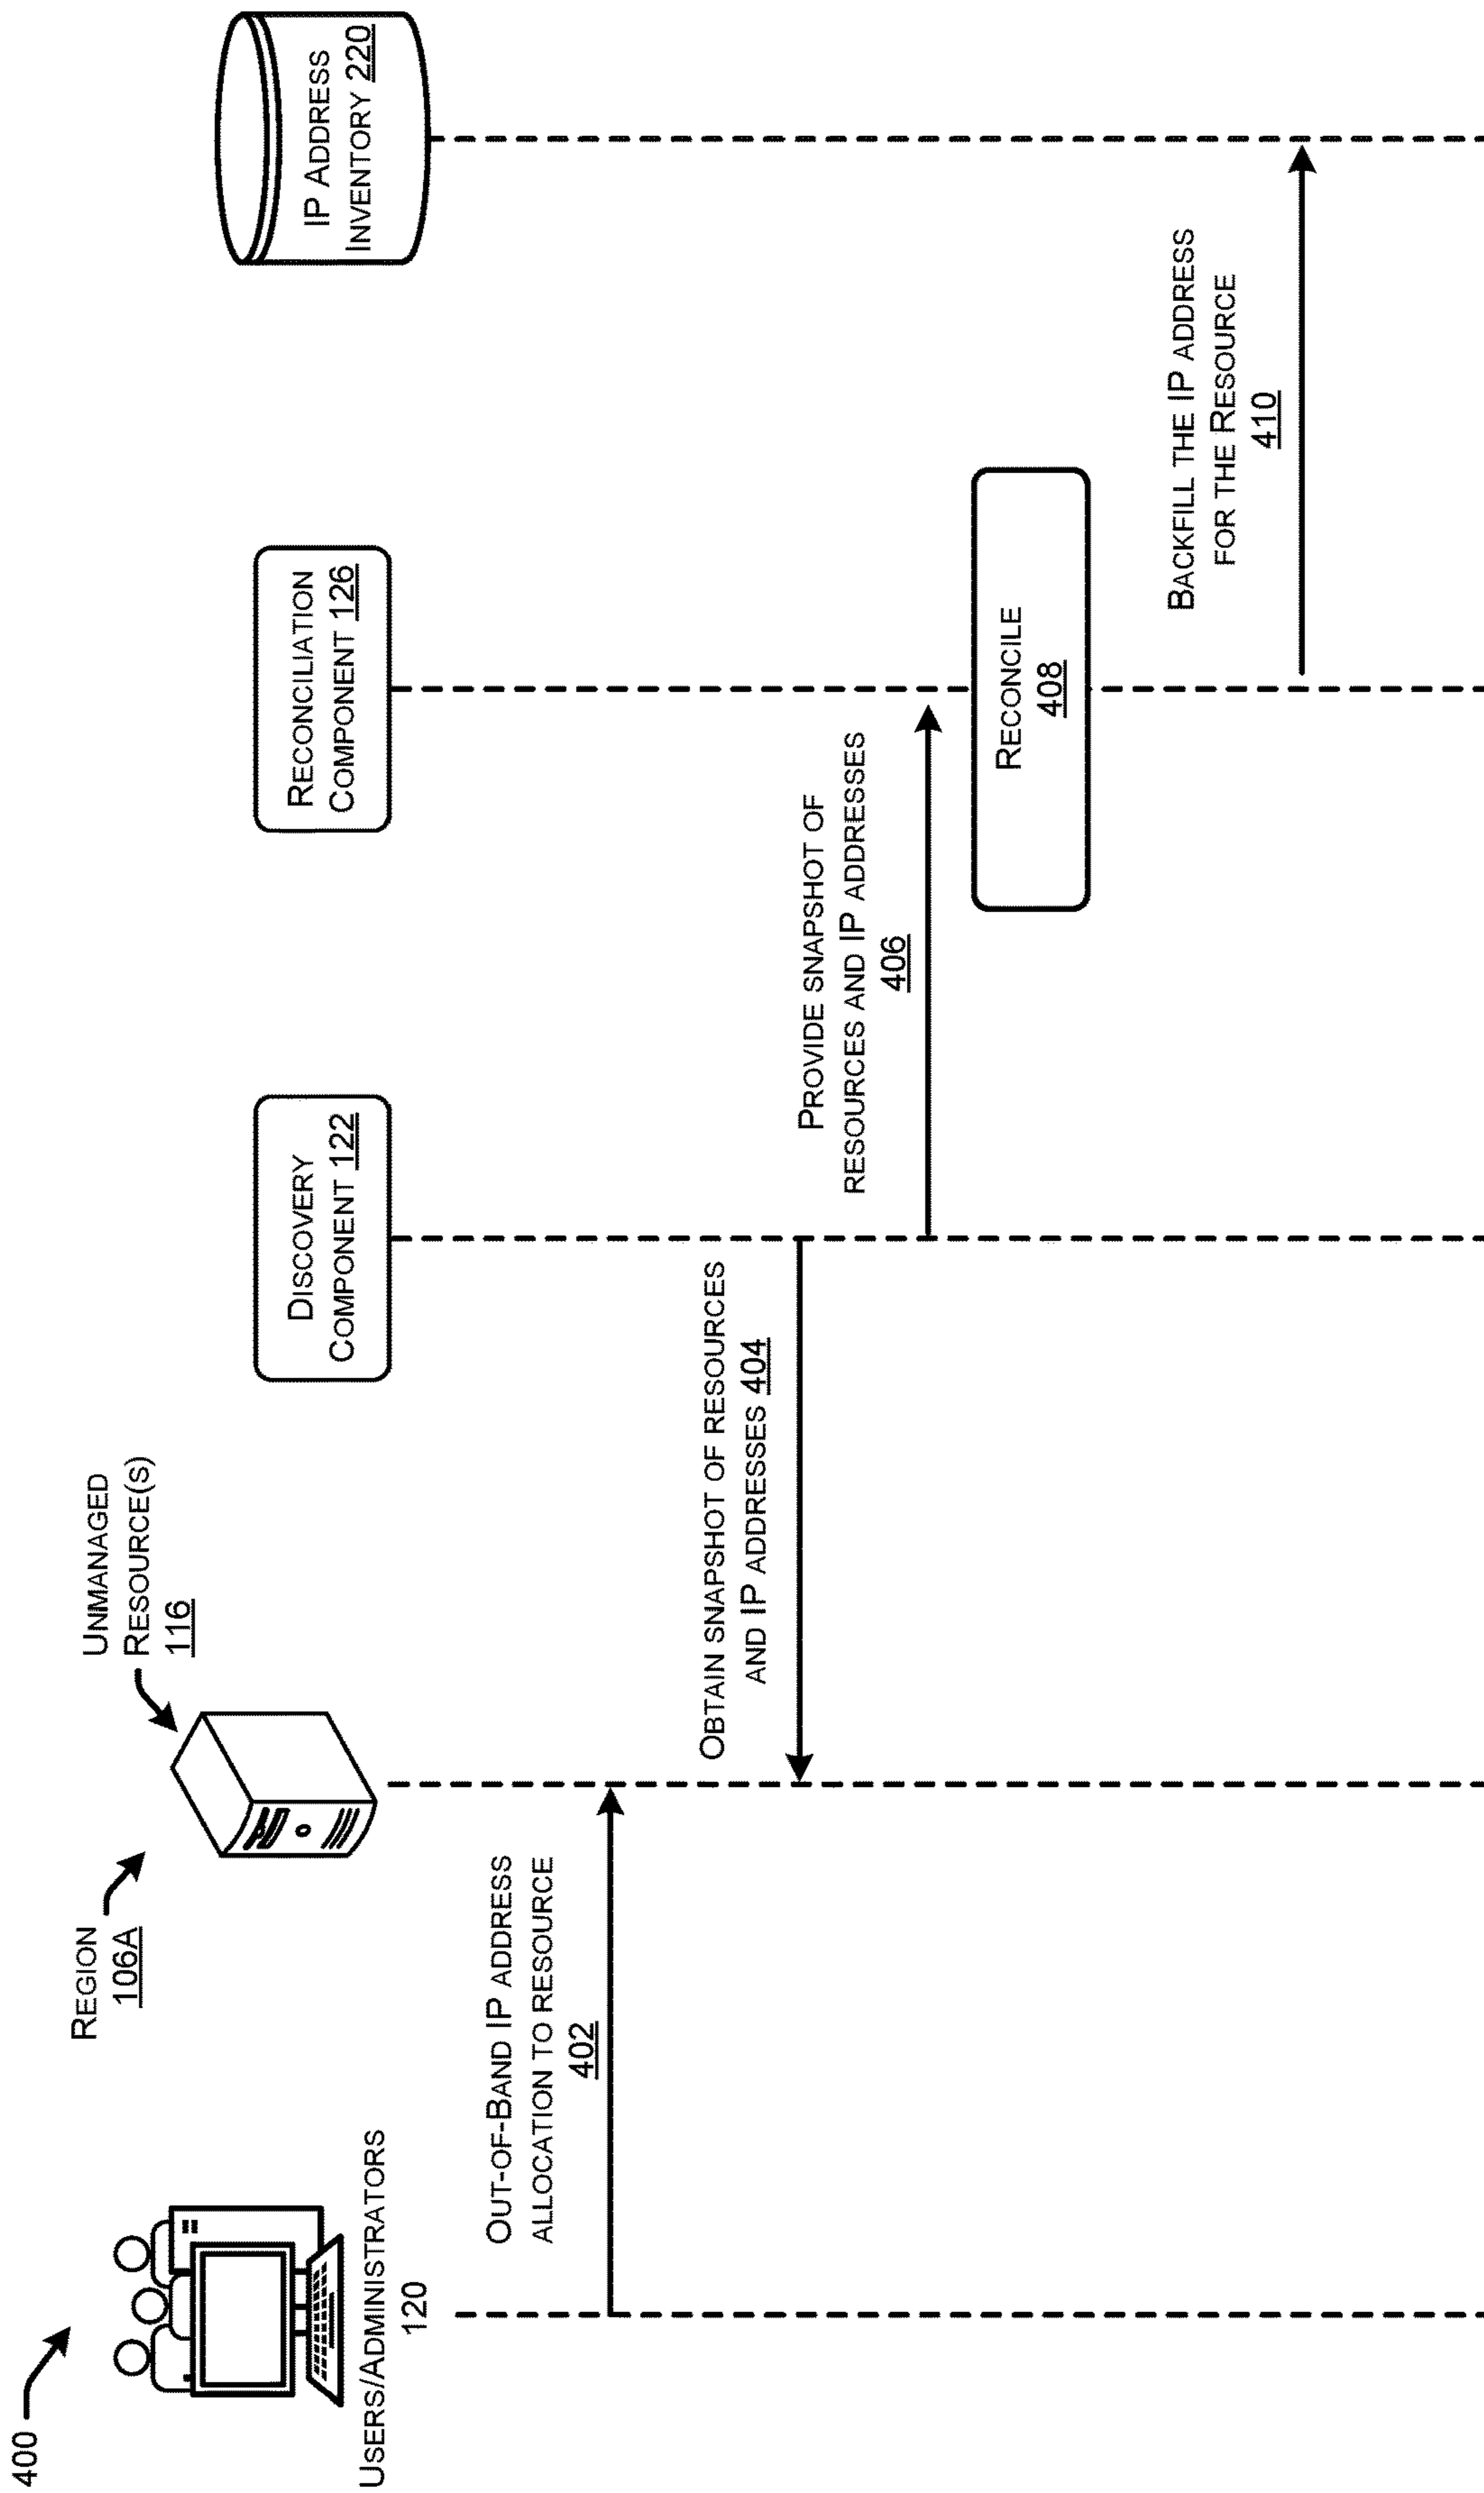 400
USERS/ADMINISTRATORS
120
REGION
106A
UNMANAGED
RESOURCE(S)
116
DISCOVERY
COMPONENT 122
RECONCILIATION
COMPONENT 126
IP ADDRESS
INVENTORY 220
OUT-OF-BAND IP ADDRESS
ALLOCATION TO RESOURCE
402
OBTAIN SNAPSHOT OF RESOURCES
AND IP ADDRESSES 404
PROVIDE SNAPSHOT OF
RESOURCES AND IP ADDRESSES
406
RECONCILE
408
BACKFILL THE IP ADDRESS
FOR THE RESOURCE
410